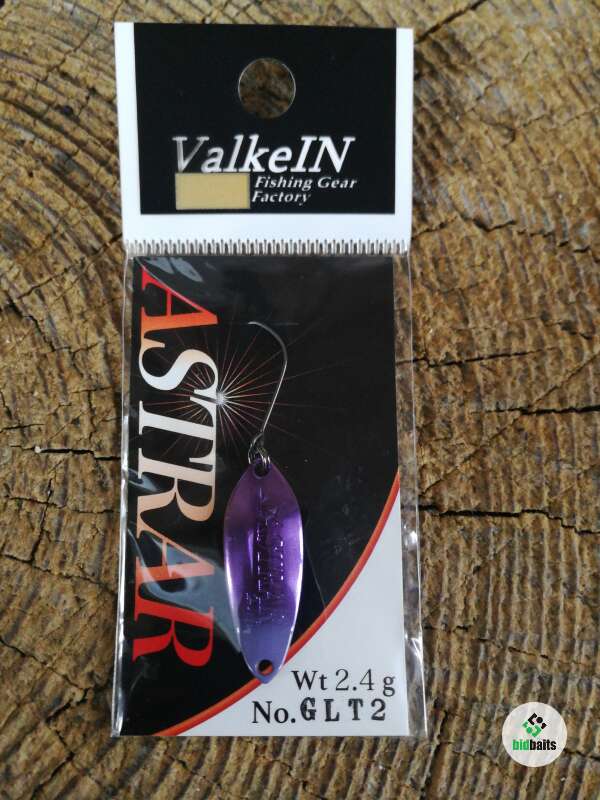 ValkeIN
Fishing Gear
Factory
ASTRAR
Wt 2.4 g
No. GLT2
bidbaits